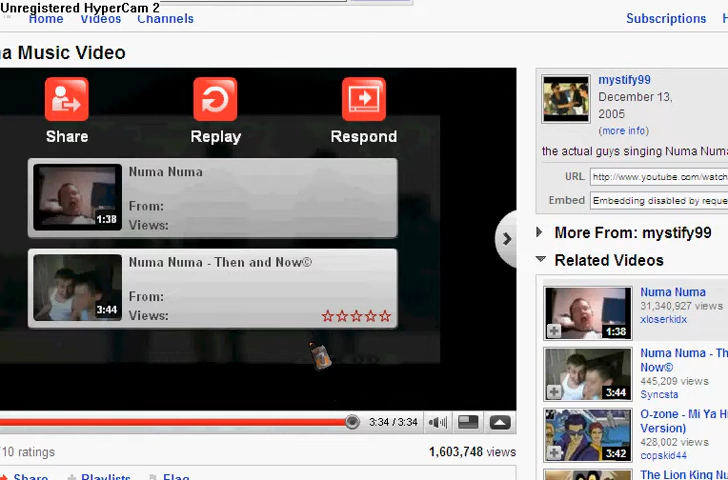 Unregistered HyperCam 2
Home Videos Channels Subscriptions H
a Music Video
Share Replay Respond
Numa Numa
From:
Views:
1:38
Numa Numa - Then and Now©
From:
Views:
3:44
3:34 / 3:34
710 ratings 1,603,748 views
Share Playlists Flag
mystify99
December 13,
2005
(more info)
the actual guys singing Numa Numa
URL http://www.youtube.com/watch
Embed Embedding disabled by reque
More From: mystify99
Related Videos
Numa Numa
31,340,927 views
xloserkidx
1:38
Numa Numa - Th
Now©
445,209 views
Syncsta
3:44
O-zone - Mi Ya Hi
Version)
428,002 views
copskid44
3:42
The Lion King Nu